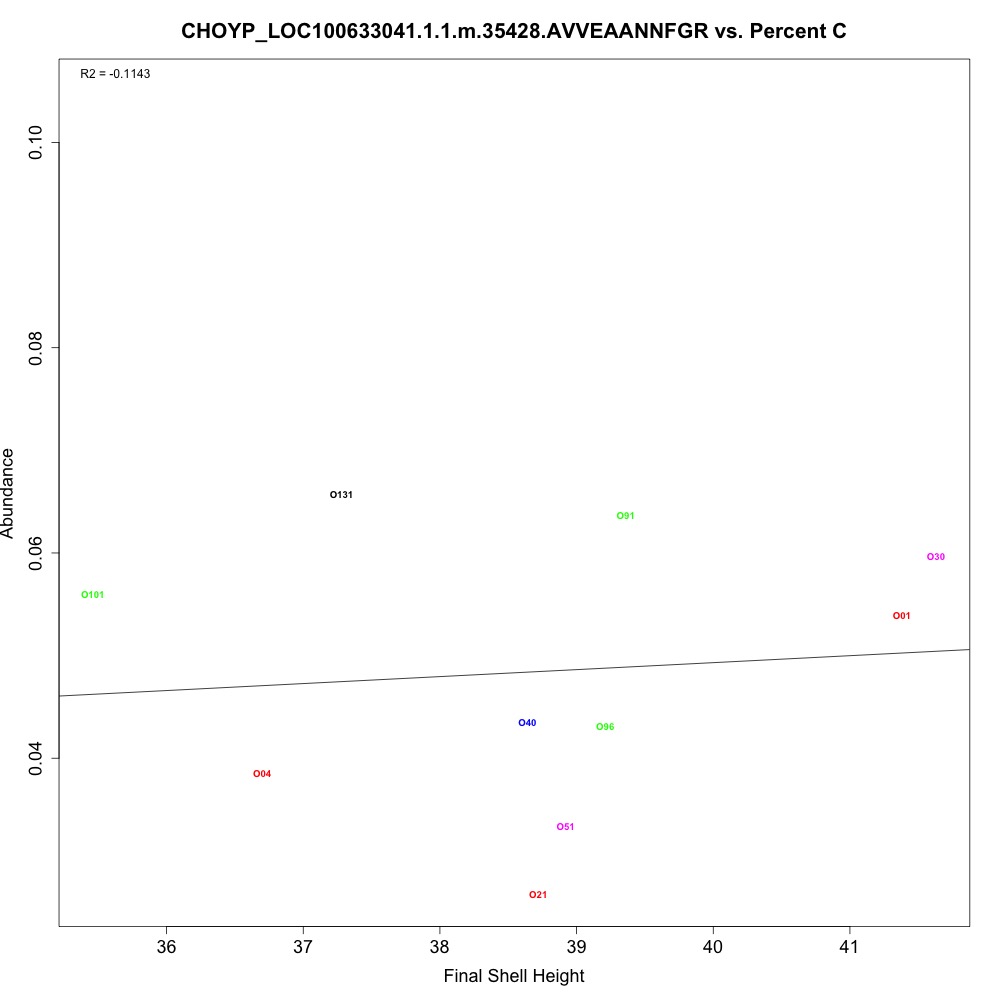 CHOYP_LOC100633041.1.1.m.35428.AVVEAANNFGR vs. Percent C
R2 = -0.1143
0.10
0.08
Abundance
O131
O91
0.06
O30
O101
O01
O40
O96
0.04
O04
O51
O21
36 37 38 39 40 41
Final Shell Height